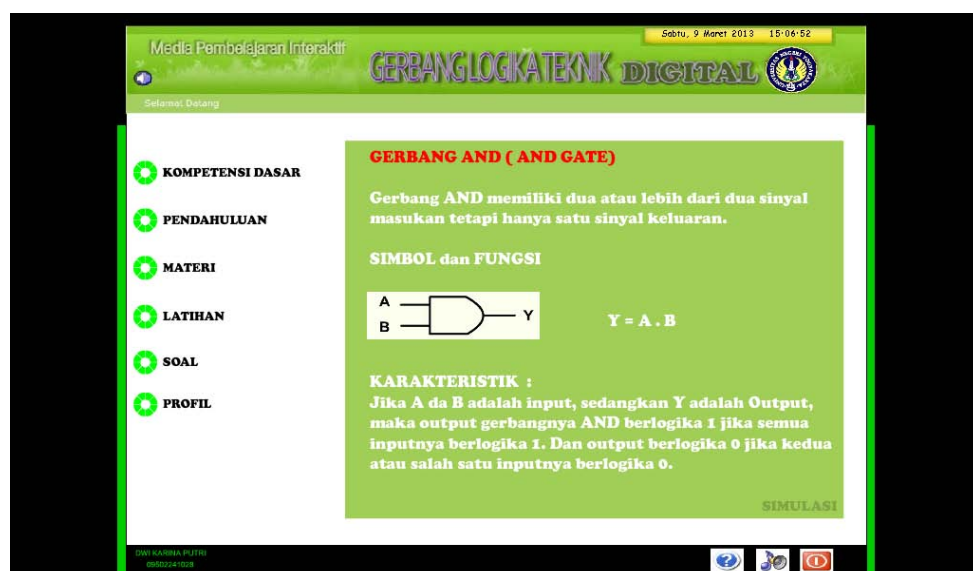 Sabtu, 9 Maret 2013 15:06:52
Media Pembelajaran Interaktif
GERBANG LOGIKA TEKNIK DIGITAL
Selamat Datang
KOMPETENSI DASAR
PENDAHULUAN
MATERI
LATIHAN
SOAL
PROFIL
GERBANG AND ( AND GATE)
Gerbang AND memiliki dua atau lebih dari dua sinyal
masukan tetapi hanya satu sinyal keluaran.
SIMBOL dan FUNGSI
A
B
Y
Y = A . B
KARAKTERISTIK :
Jika A da B adalah input, sedangkan Y adalah Output,
maka output gerbangnya AND berlogika 1 jika semua
inputnya berlogika 1. Dan output berlogika 0 jika kedua
atau salah satu inputnya berlogika 0.
SIMULASI
DWI KARINA PUTRI
09502241028